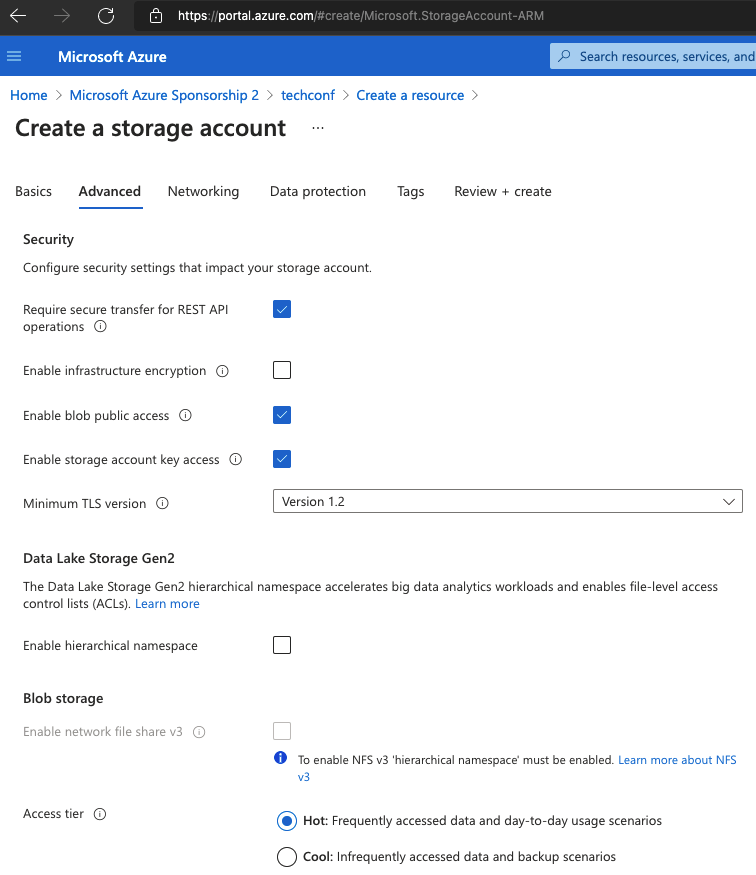 https://portal.azure.com/#create/Microsoft.StorageAccount-ARM
Microsoft Azure
Search resources, services, and
Home > Microsoft Azure Sponsorship 2 > techconf > Create a resource >
Create a storage account ...
Basics Advanced Networking Data protection Tags Review + create
Security
Configure security settings that impact your storage account.
Require secure transfer for REST API
operations
Enable infrastructure encryption
Enable blob public access
Enable storage account key access
Minimum TLS version
Version 1.2
Data Lake Storage Gen2
The Data Lake Storage Gen2 hierarchical namespace accelerates big data analytics workloads and enables file-level access
control lists (ACLs). Learn more
Enable hierarchical namespace
Blob storage
Enable network file share v3
To enable NFS v3 'hierarchical namespace' must be enabled. Learn more about NFS
v3
Access tier
Hot: Frequently accessed data and day-to-day usage scenarios
Cool: Infrequently accessed data and backup scenarios